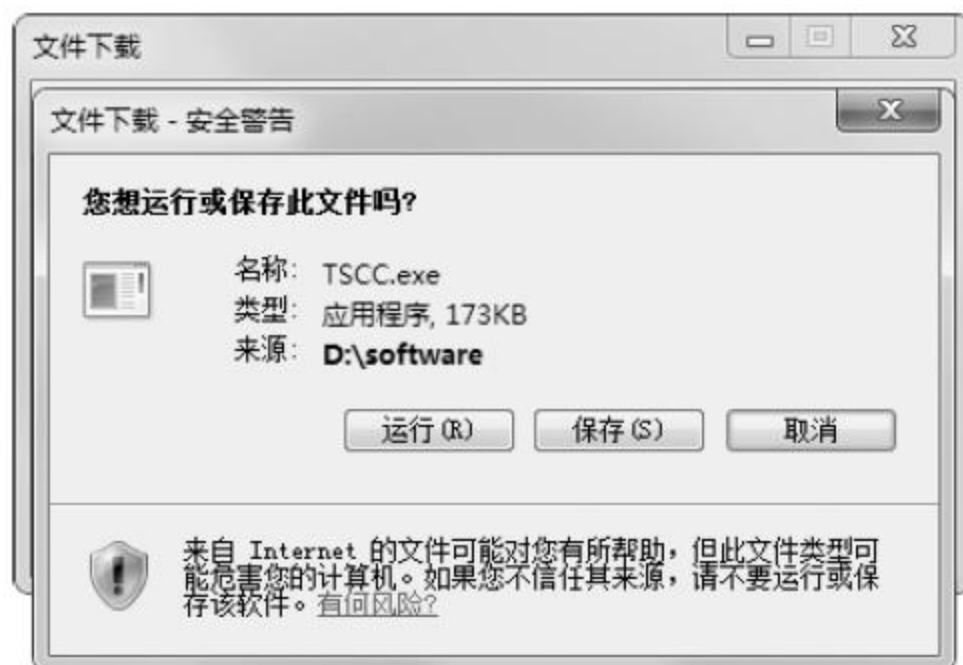 文件下载
文件下载 - 安全警告
您想运行或保存此文件吗?
名称: TSCC.exe
类型: 应用程序, 173KB
来源: D:\software
运行(R) 保存(S) 取消
来自 Internet 的文件可能对您有所帮助，但此文件类型可
能危害您的计算机。如果您不信任其来源，请不要运行或保
存该软件。有何风险?